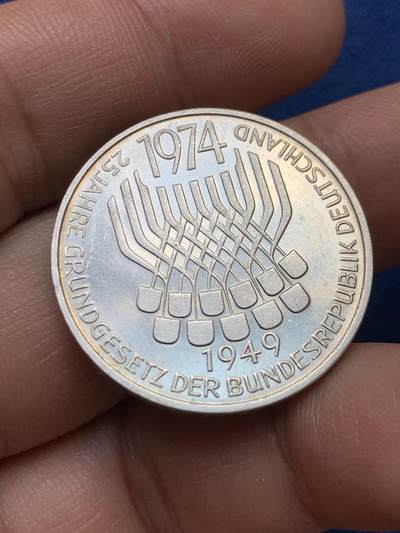 1974
25 JAHRE GRUNDGESETZ DER BUNDESREPUBLIK DEUTSCHLAND
1949